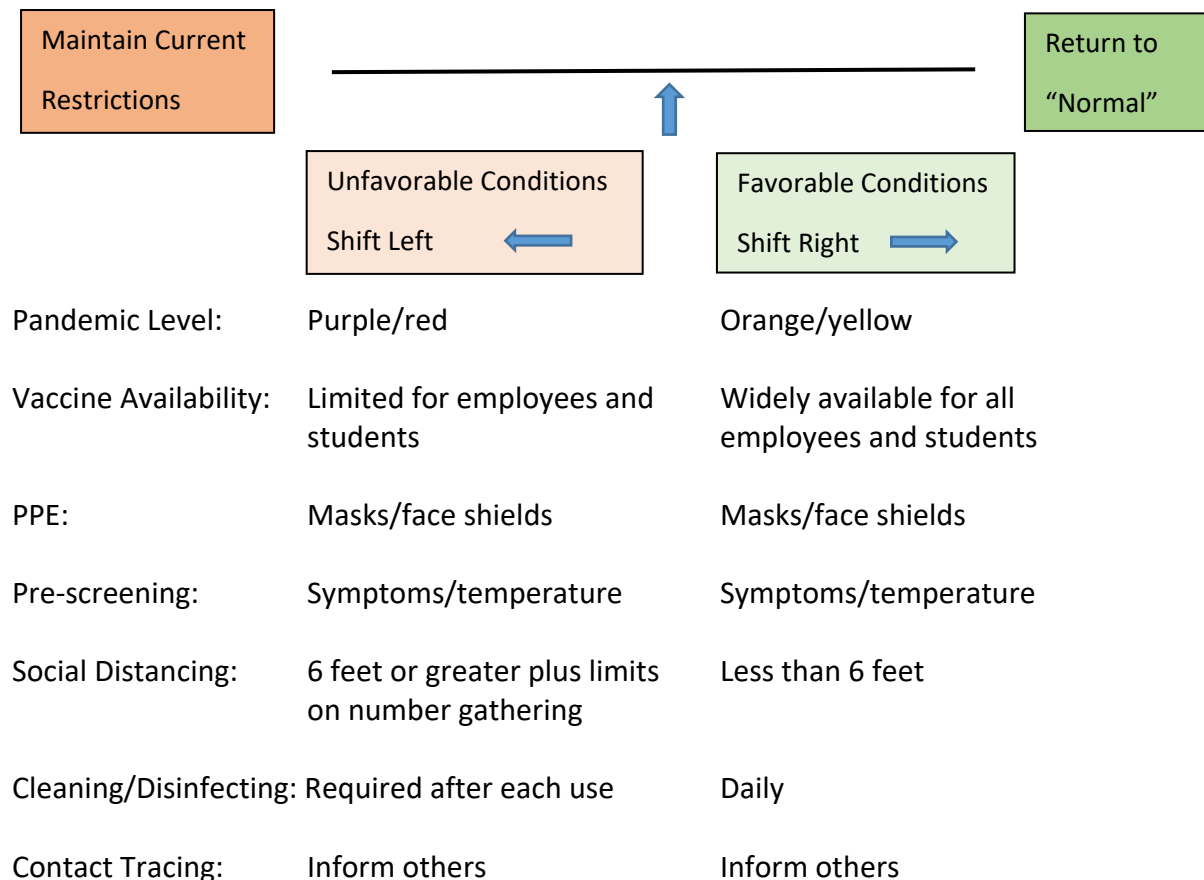 Maintain Current
Restrictions
Return to
“Normal”
Unfavorable Conditions
Shift Left
Favorable Conditions
Shift Right
Pandemic Level: Purple/red Orange/yellow
Vaccine Availability: Limited for employees and Widely available for all
students employees and students
PPE: Masks/face shields Masks/face shields
Pre-screening: Symptoms/temperature Symptoms/temperature
Social Distancing: 6 feet or greater plus limits Less than 6 feet
on number gathering
Cleaning/Disinfecting: Required after each use Daily
Contact Tracing: Inform others Inform others